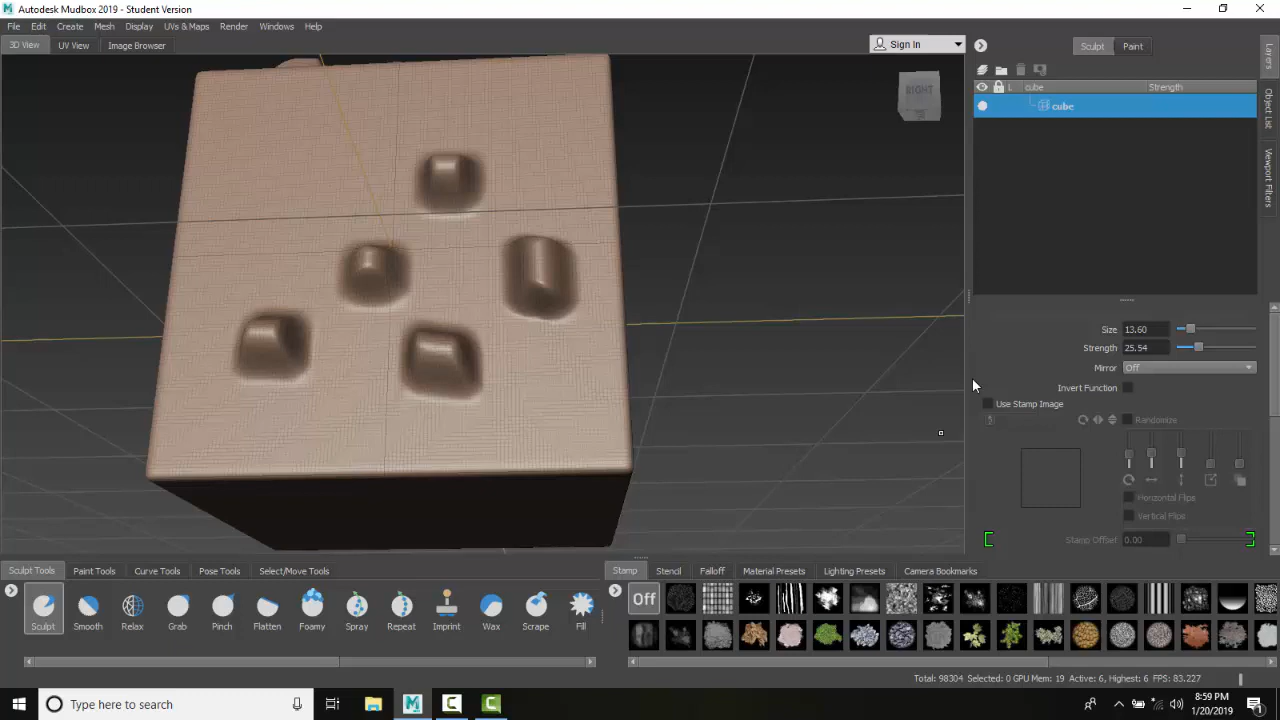 Autodesk Mudbox 2019 - Student Version
File Edit Create Mesh Display UVs & Maps Render Windows Help
3D View UV View Image Browser
Sign In
Sculpt Paint
L. cube Strength
cube
RIGHT
Layers
Object List
Viewport Filters
Size 13.60
Strength 25.54
Mirror Off
Invert Function
Use Stamp Image
Randomize
Horizontal Flips
Vertical Flips
Stamp Offset 0.00
Sculpt Tools Paint Tools Curve Tools Pose Tools Select/Move Tools
Stamp Stencil Falloff Material Presets Lighting Presets Camera Bookmarks
Off
Sculpt Smooth Relax Grab Pinch Flatten Foamy Spray Repeat Imprint Wax Scrape Fill
Total: 98304 Selected: 0 GPU Mem: 19 Active: 6, Highest: 6 FPS: 83.227
Type here to search
8:59 PM
1/20/2019